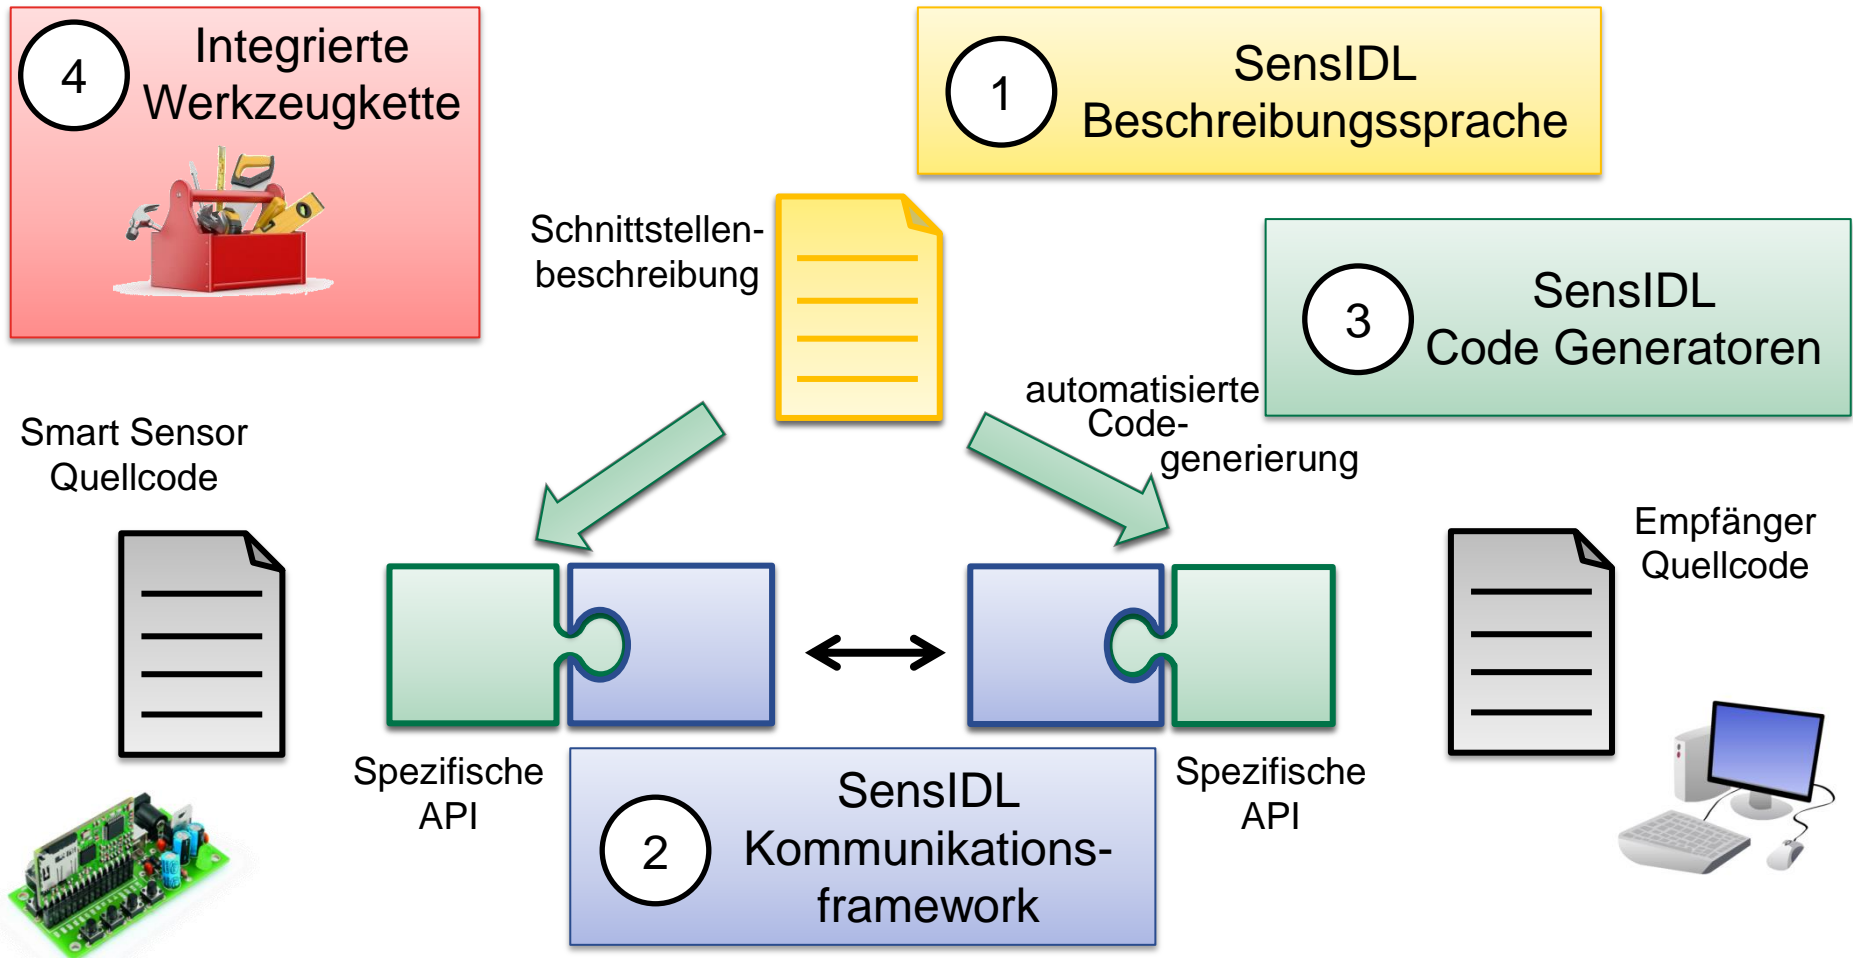 4
Integrierte
Werkzeugkette
1
SensIDL
Beschreibungssprache
Schnittstellen-
beschreibung
3
SensIDL
Code Generatoren
automatisierte
Code-
generierung
Smart Sensor
Quellcode
Empfänger
Quellcode
Spezifische
API
2
SensIDL
Kommunikations-
framework
Spezifische
API